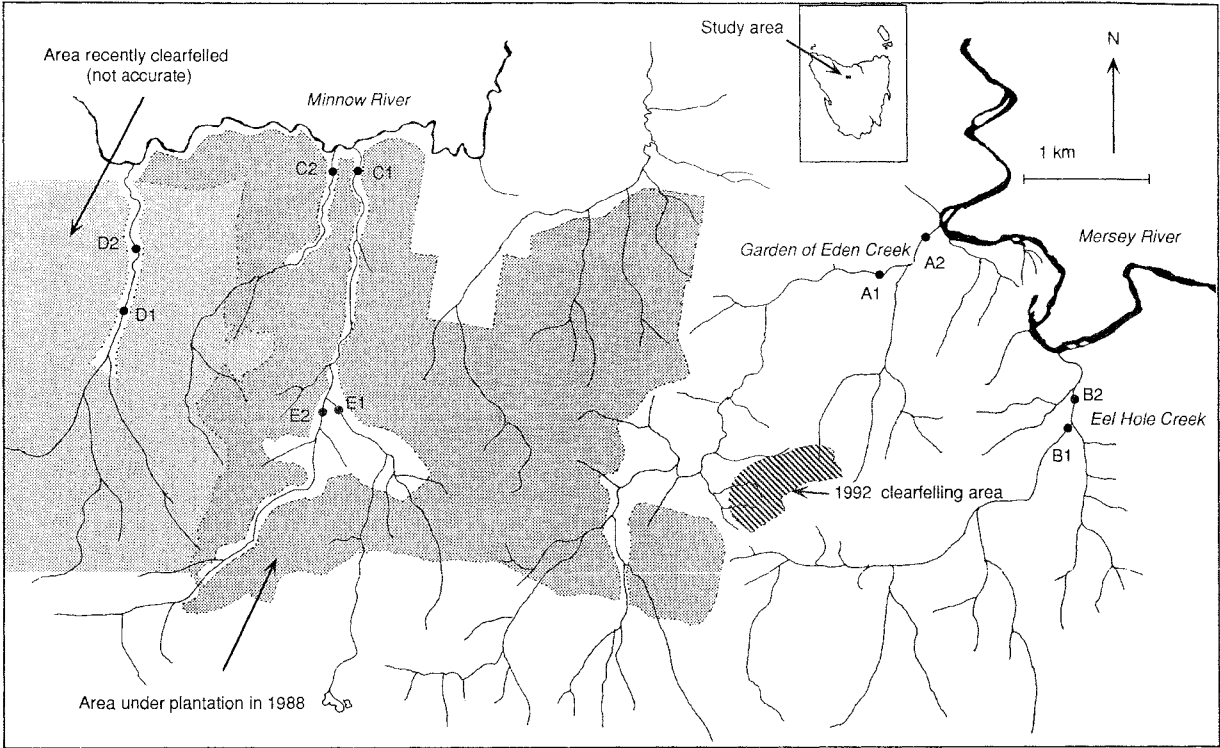 Area recently clearfelled
(not accurate)
Study area
N
Minnow River
1 km
C2
C1
D2
D1
Garden of Eden Creek
A2
A1
Mersey River
E2
E1
B2
Eel Hole Creek
B1
1992 clearfelling area
Area under plantation in 1988